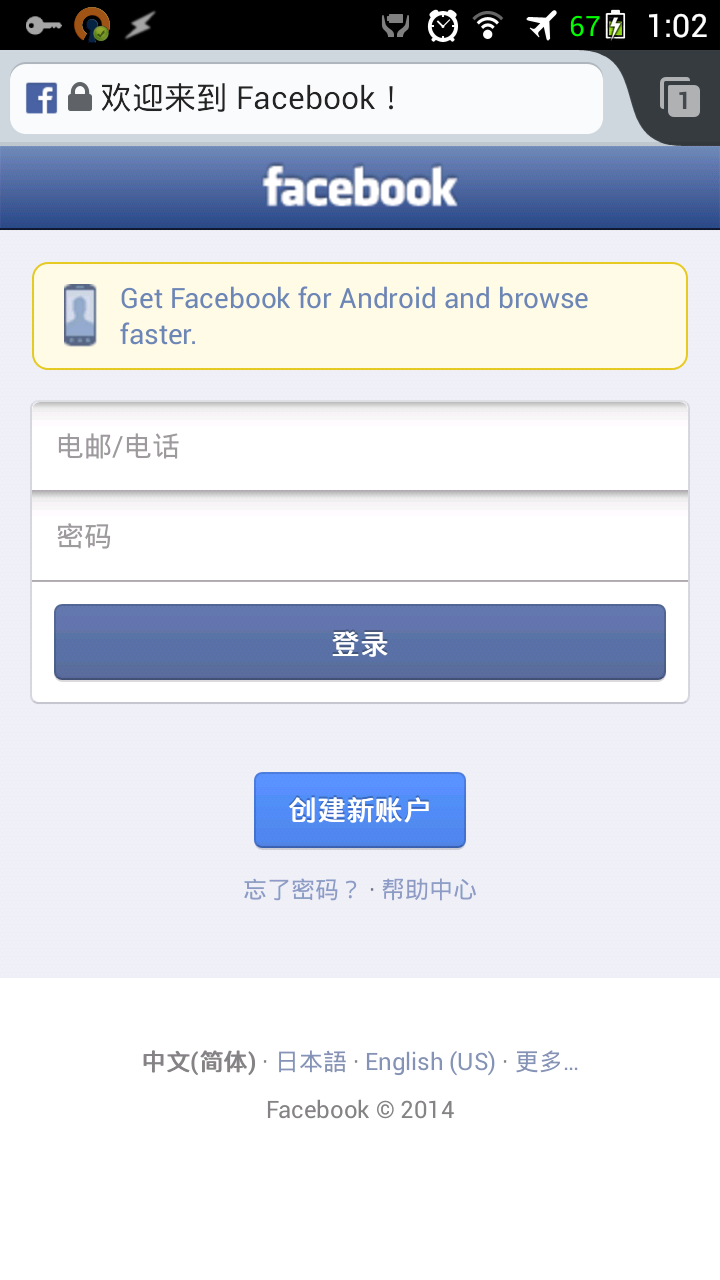 67 1:02
欢迎来到 Facebook！
1
facebook
Get Facebook for Android and browse
faster.
电邮/电话
密码
登录
创建新账户
忘了密码？ · 帮助中心
中文(简体) · 日本語 · English (US) · 更多...
Facebook © 2014